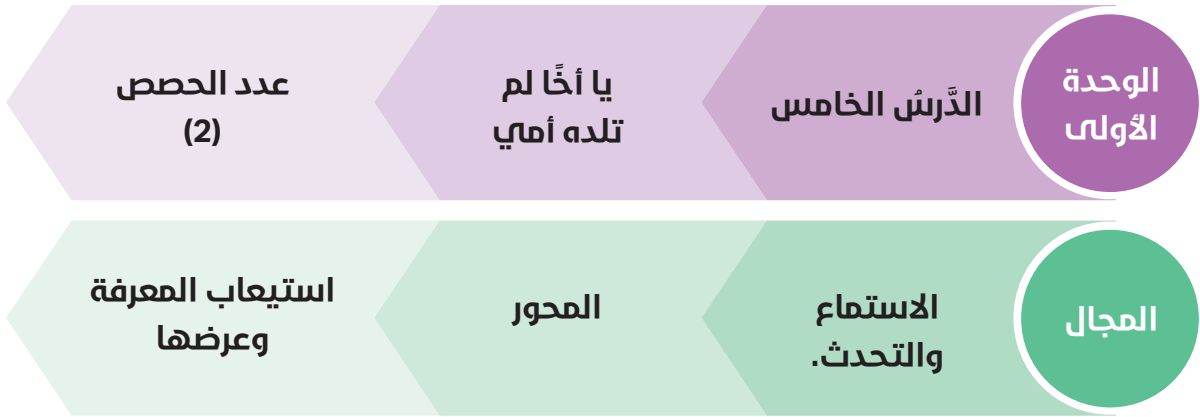 الوحدة
الأولى
الدَّرسُ الخامس
يا أخًا لم
تلده أمي
عدد الحصص
(2)
المجال
الاستماع
والتحدث.
المحور
استيعاب المعرفة
وعرضها